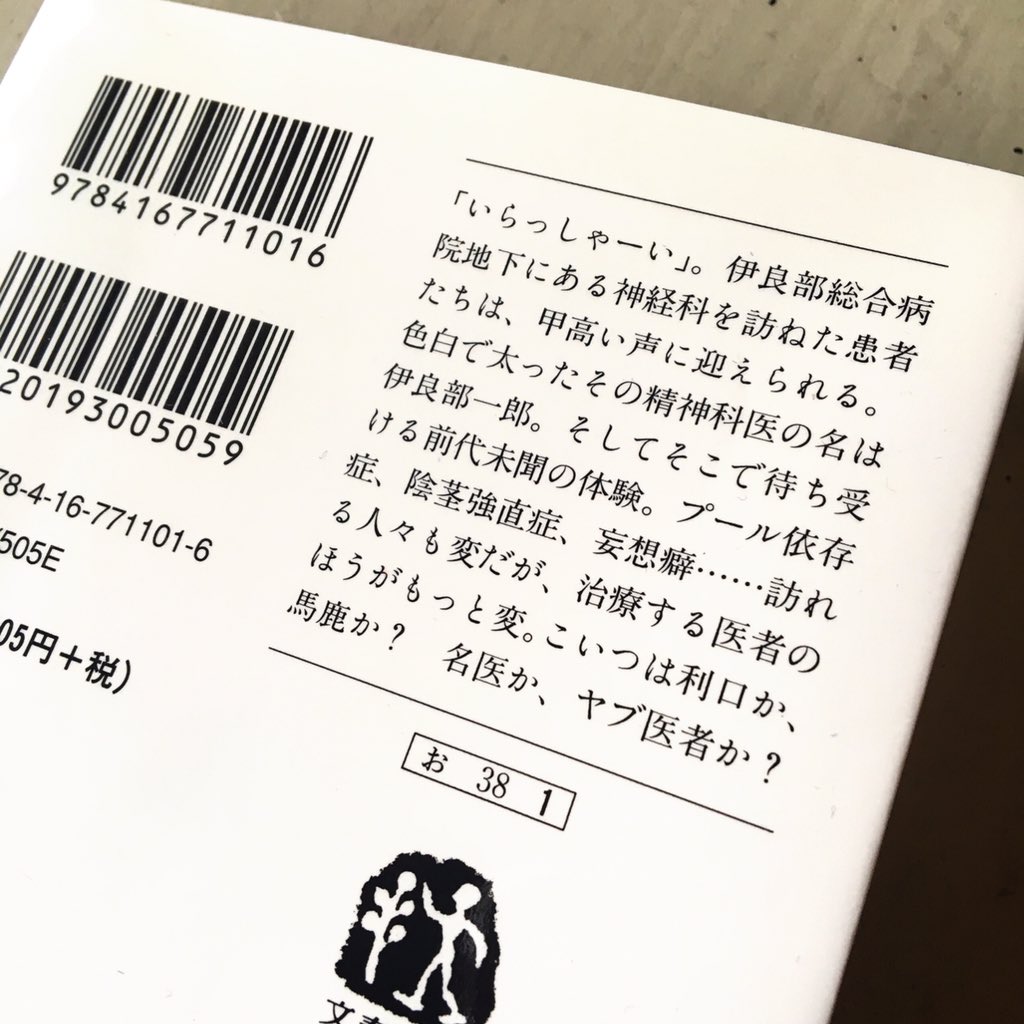 9784167711016
「いらっしゃーい」。伊良部総合病
院地下にある神経科を訪ねた患者
たちは、甲高い声に迎えられる。
色白で太ったその精神科医の名は
伊良部一郎。そしてそこで待ち受
ける前代未聞の体験。プール依存
症、陰茎強直症、妄想癖……訪れ
る人々も変だが、治療する医者の
ほうがもっと変。こいつは利口か、
馬鹿か？　名医か、ヤブ医者か？
20193005059
78-4-16-771101-6
505E
05円＋税)
お 38 1
文春